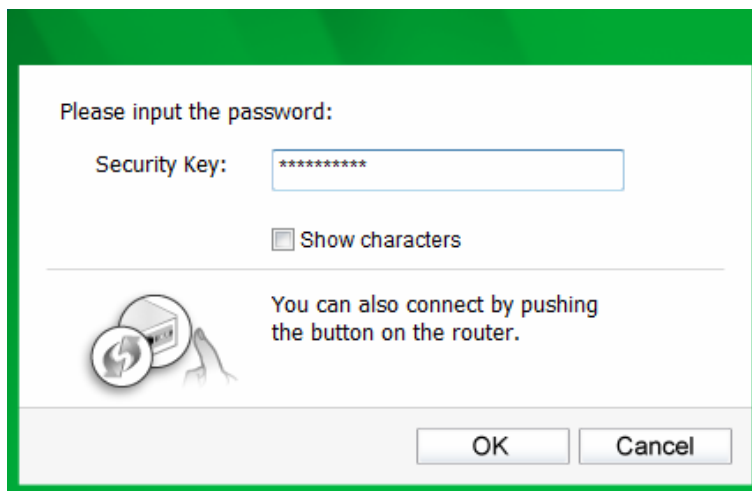 Please input the password:
Security Key: **********
Show characters
You can also connect by pushing
the button on the router.
OK Cancel